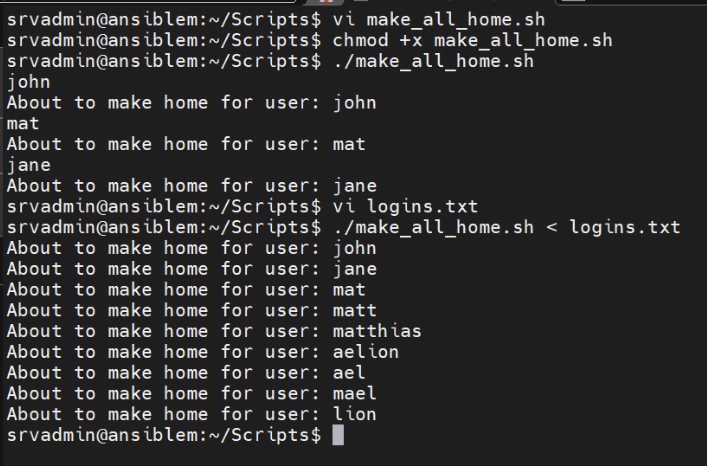 srvadmin@ansiblem:~/Scripts$ vi make_all_home.sh
srvadmin@ansiblem:~/Scripts$ chmod +x make_all_home.sh
srvadmin@ansiblem:~/Scripts$ ./make_all_home.sh
john
About to make home for user: john
mat
About to make home for user: mat
jane
About to make home for user: jane
srvadmin@ansiblem:~/Scripts$ vi logins.txt
srvadmin@ansiblem:~/Scripts$ ./make_all_home.sh < logins.txt
About to make home for user: john
About to make home for user: jane
About to make home for user: mat
About to make home for user: matt
About to make home for user: matthias
About to make home for user: aelion
About to make home for user: ael
About to make home for user: mael
About to make home for user: lion
srvadmin@ansiblem:~/Scripts$